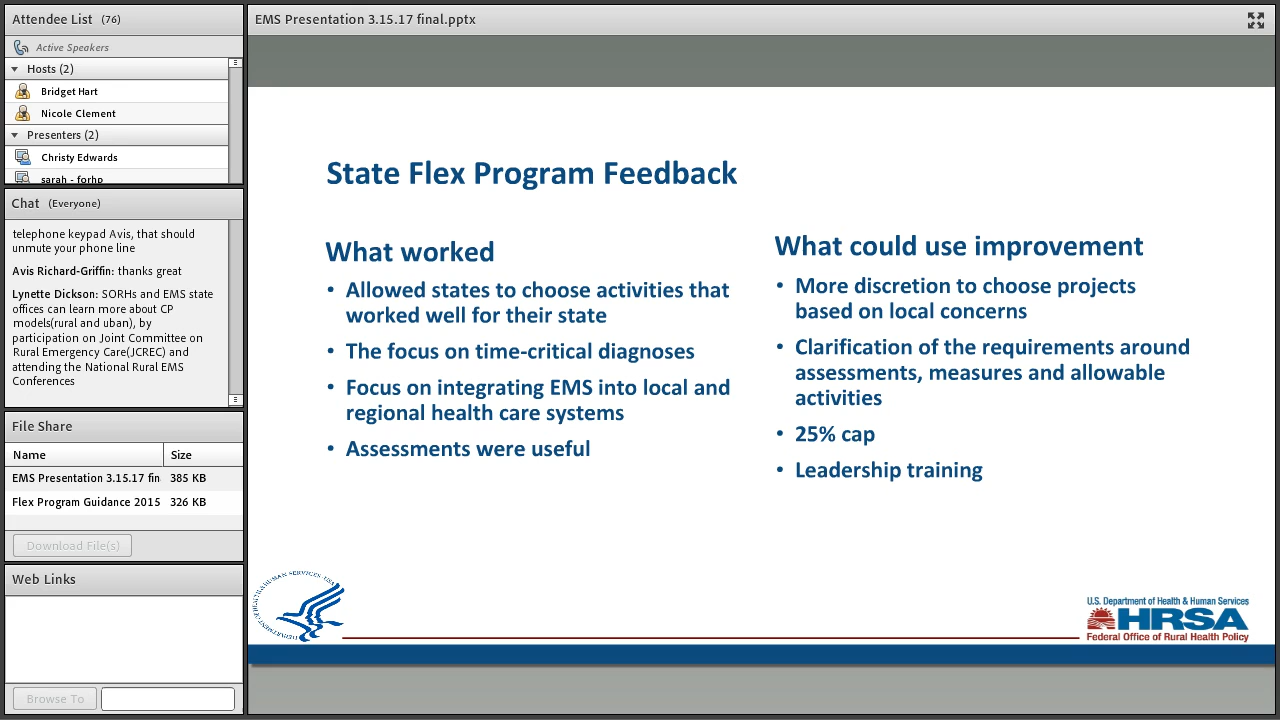 Attendee List (76)
Active Speakers
Hosts (2)
Bridget Hart
Nicole Clement
Presenters (2)
Christy Edwards
sarah - forhp
Chat (Everyone)
telephone keypad Avis, that should
unmute your phone line
Avis Richard-Griffin: thanks great
Lynette Dickson: SORHs and EMS state
offices can learn more about CP
models(rural and uban), by
participation on Joint Committee on
Rural Emergency Care(JCREC) and
attending the National Rural EMS
Conferences
File Share
Name Size
EMS Presentation 3.15.17 fin 385 KB
Flex Program Guidance 2015 326 KB
Download File(s)
Web Links
Browse To
EMS Presentation 3.15.17 final.pptx
State Flex Program Feedback
What worked
• Allowed states to choose activities that
worked well for their state
• The focus on time-critical diagnoses
• Focus on integrating EMS into local and
regional health care systems
• Assessments were useful
What could use improvement
• More discretion to choose projects
based on local concerns
• Clarification of the requirements around
assessments, measures and allowable
activities
• 25% cap
• Leadership training
DEPARTMENT OF HEALTH & HUMAN SERVICES · USA
U.S. Department of Health & Human Services
HRSA
Federal Office of Rural Health Policy